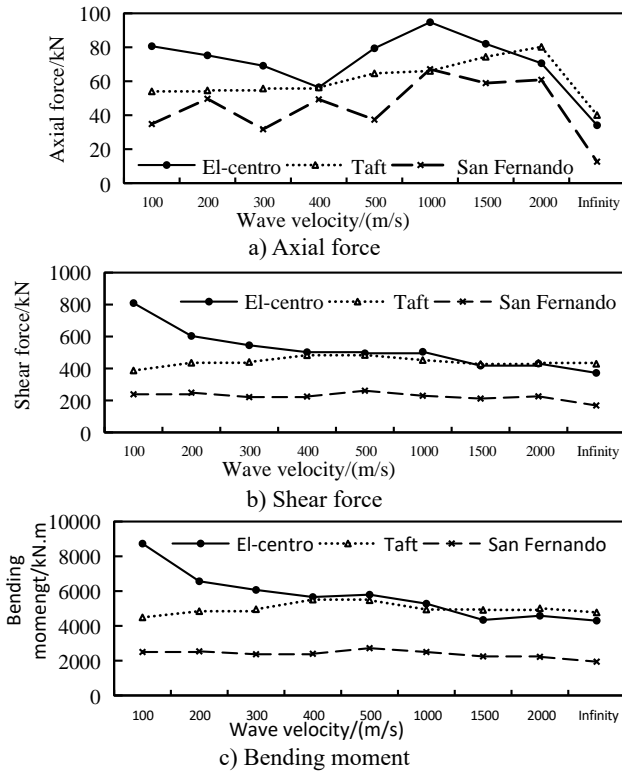 100
80
60
40
20
0
Axial force/kN
El-centro Taft San Fernando
100 200 300 400 500 1000 1500 2000 Infinity
Wave velocity/(m/s)
a) Axial force
1000
800
600
400
200
0
Shear force/kN
El-centro Taft San Fernando
100 200 300 400 500 1000 1500 2000 Infinity
Wave velocity/(m/s)
b) Shear force
10000
8000
6000
4000
2000
0
Bending
momengt/kN.m
El-centro Taft San Fernando
100 200 300 400 500 1000 1500 2000 Infinity
Wave velocity/(m/s)
c) Bending moment